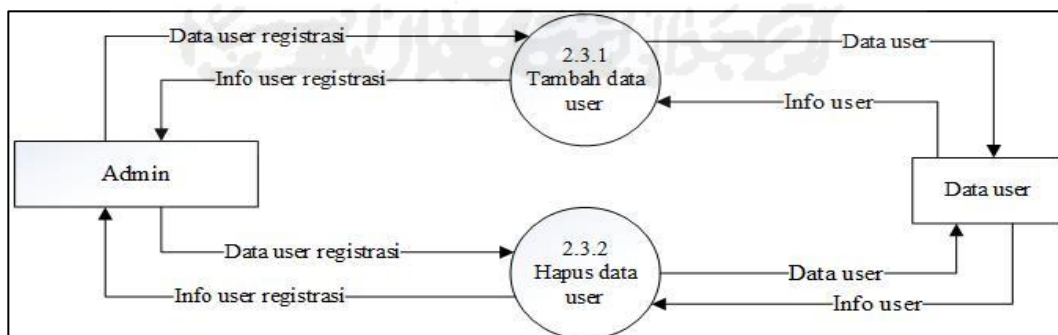 Data user registrasi
2.3.1
Tambah data
user
Data user
Info user registrasi
Info user
Admin
Data user
Data user registrasi
2.3.2
Hapus data
user
Data user
Info user registrasi
Info user